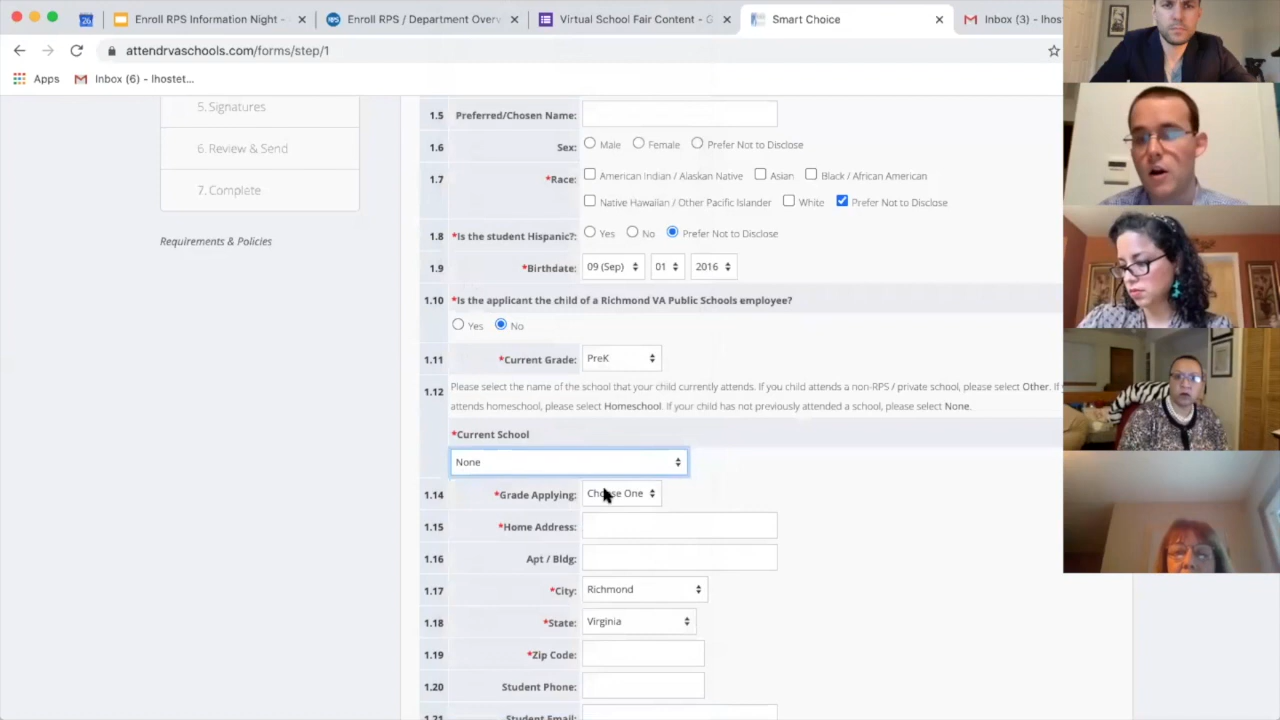 26 Enroll RPS Information Night - Enroll RPS / Department Overv Virtual School Fair Content - G Smart Choice Inbox (3) - lhos
attendrvaschools.com/forms/step/1
Apps Inbox (6) - lhostet...
5. Signatures
6. Review & Send
7. Complete
Requirements & Policies
1.5 Preferred/Chosen Name:
1.6 Sex: Male Female Prefer Not to Disclose
1.7 *Race: American Indian / Alaskan Native Asian Black / African American
Native Hawaiian / Other Pacific Islander White Prefer Not to Disclose
1.8 *Is the student Hispanic?: Yes No Prefer Not to Disclose
1.9 *Birthdate: 09 (Sep) 01 2016
1.10 *Is the applicant the child of a Richmond VA Public Schools employee?
Yes No
1.11 *Current Grade: PreK
1.12 Please select the name of the school that your child currently attends. If you child attends a non-RPS / private school, please select Other. If
attends homeschool, please select Homeschool. If your child has not previously attended a school, please select None.
*Current School
None
1.14 *Grade Applying: Choose One
1.15 *Home Address:
1.16 Apt / Bldg:
1.17 *City: Richmond
1.18 *State: Virginia
1.19 *Zip Code:
1.20 Student Phone:
1.21 Student Email: